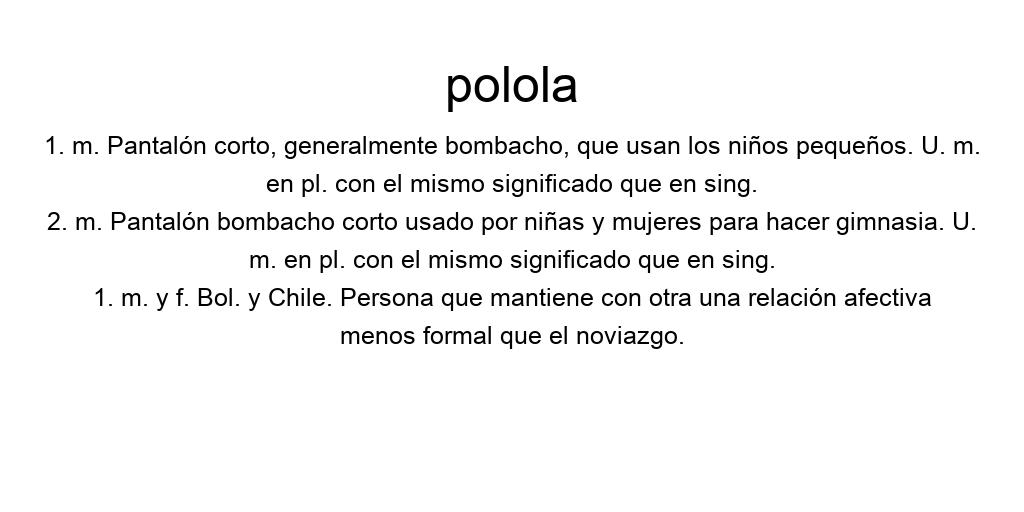 polola
1. m. Pantalón corto, generalmente bombacho, que usan los niños pequeños. U. m.
en pl. con el mismo significado que en sing.
2. m. Pantalón bombacho corto usado por niñas y mujeres para hacer gimnasia. U.
m. en pl. con el mismo significado que en sing.
1. m. y f. Bol. y Chile. Persona que mantiene con otra una relación afectiva
menos formal que el noviazgo.